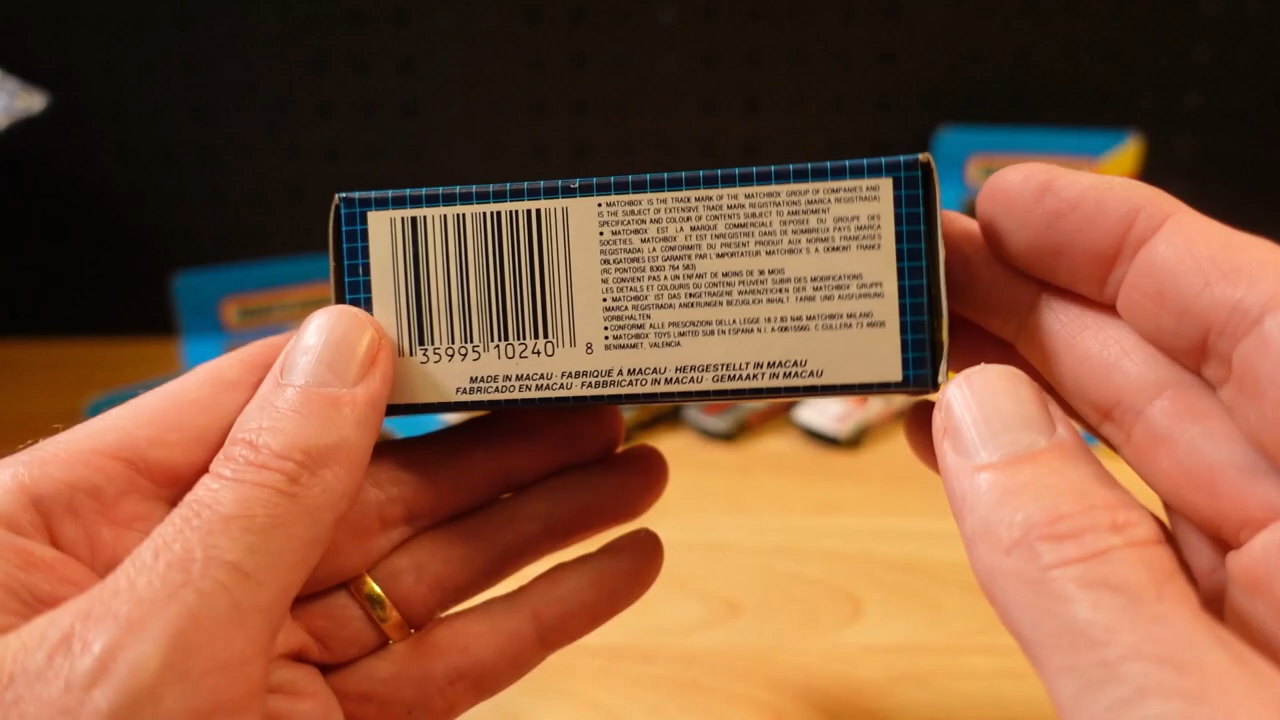 35995 10240 8
• 'MATCHBOX' IS THE TRADE MARK OF THE 'MATCHBOX' GROUP OF COMPANIES AND
IS THE SUBJECT OF EXTENSIVE TRADE MARK REGISTRATIONS (MARCA REGISTRADA)
SPECIFICATION AND COLOUR OF CONTENTS SUBJECT TO AMENDMENT
• 'MATCHBOX' EST LA MARQUE COMMERCIALE DEPOSEE DU GROUPE DES
SOCIETIES. 'MATCHBOX' ET EST ENREGISTREE DANS DE NOMBREUX PAYS (MARCA
REGISTRADA) LA CONFORMITE DU PRESENT PRODUIT AUX NORMES FRANCAISES
OBLIGATOIRES EST GARANTIE PAR L'IMPORTATEUR 'MATCHBOX'S. A. DOMONT FRANCE
(RC PONTOISE B303 764 583)
NE CONVIENT PAS A UN ENFANT DE MOINS DE 36 MOIS
LES DETAILS ET COLOURIS DU CONTENU PEUVENT SUBIR DES MODIFICATIONS
• 'MATCHBOX' IST DAS EINGETRAGENE WARENZEICHEN DER 'MATCHBOX' GRUPPE
(MARCA REGISTRADA) ANDERUNGEN BEZUGLICH INHALT. FARBE UND AUSFUHRUNG
VORBEHALTEN.
• CONFORME ALLE PRESCRIZIONI DELLA LEGGE 18.2.83 N46 MATCHBOX MILANO
• 'MATCHBOX' TOYS LIMITED SUB EN ESPANA N.I. A-00615560. C CULLERA 73 46035
BENIMAMET, VALENCIA.
MADE IN MACAU · FABRIQUÉ Á MACAU · HERGESTELLT IN MACAU
FABRICADO EN MACAU · FABBRICATO IN MACAU · GEMAAKT IN MACAU